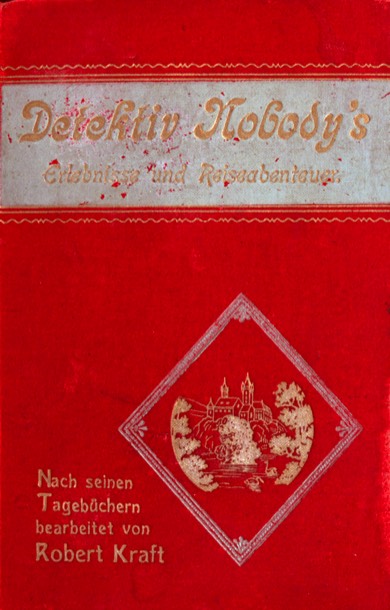 Detektiv Nobody's
Erlebnisse und Reiseabenteuer.
Nach seinen
Tagebüchern
bearbeitet von
Robert Kraft